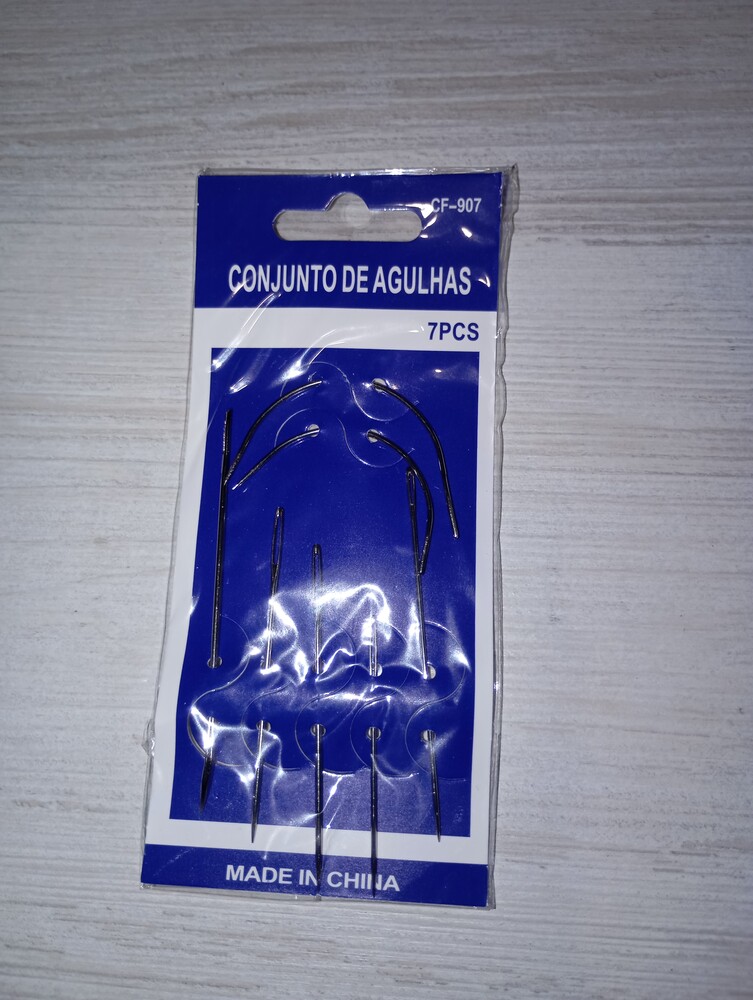 CF-907
CONJUNTO DE AGULHAS
7PCS
MADE IN CHINA